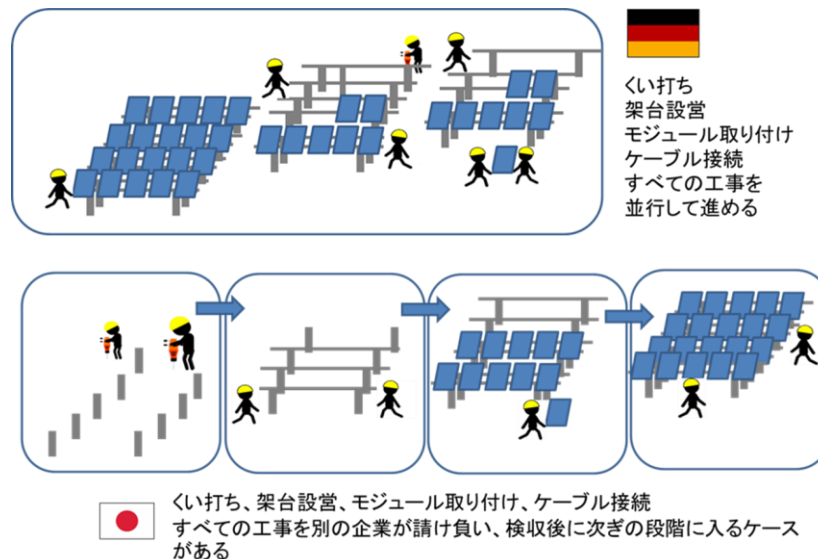 くい打ち
架台設営
モジュール取り付け
ケーブル接続
すべての工事を
並行して進める
くい打ち、架台設営、モジュール取り付け、ケーブル接続
すべての工事を別の企業が請け負い、検収後に次ぎの段階に入るケース
がある